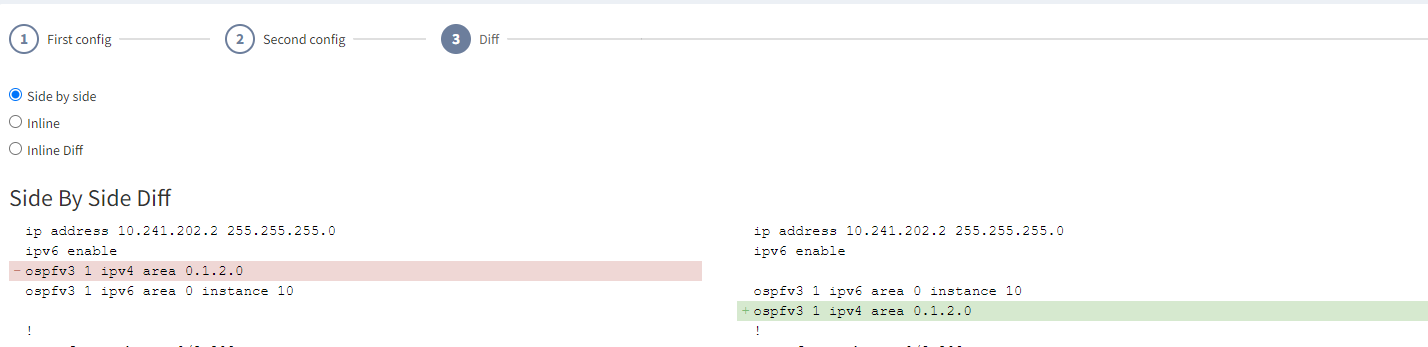 1 First config 2 Second config 3 Diff
Side by side
Inline
Inline Diff
Side By Side Diff
ip address 10.241.202.2 255.255.255.0
ipv6 enable
- ospfv3 1 ipv4 area 0.1.2.0
ospfv3 1 ipv6 area 0 instance 10
!
ip address 10.241.202.2 255.255.255.0
ipv6 enable
ospfv3 1 ipv6 area 0 instance 10
+ ospfv3 1 ipv4 area 0.1.2.0
!